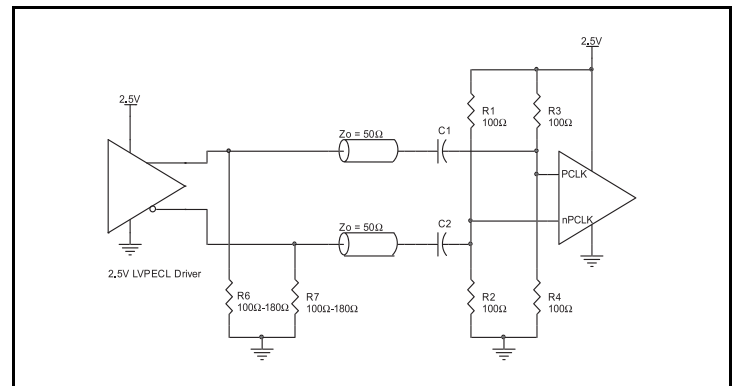 2.5V
2.5V
R1
100Ω
R3
100Ω
Zo = 50Ω
C1
PCLK
nPCLK
Zo = 50Ω
C2
2.5V LVPECL Driver
R6
100Ω-180Ω
R7
100Ω-180Ω
R2
100Ω
R4
100Ω